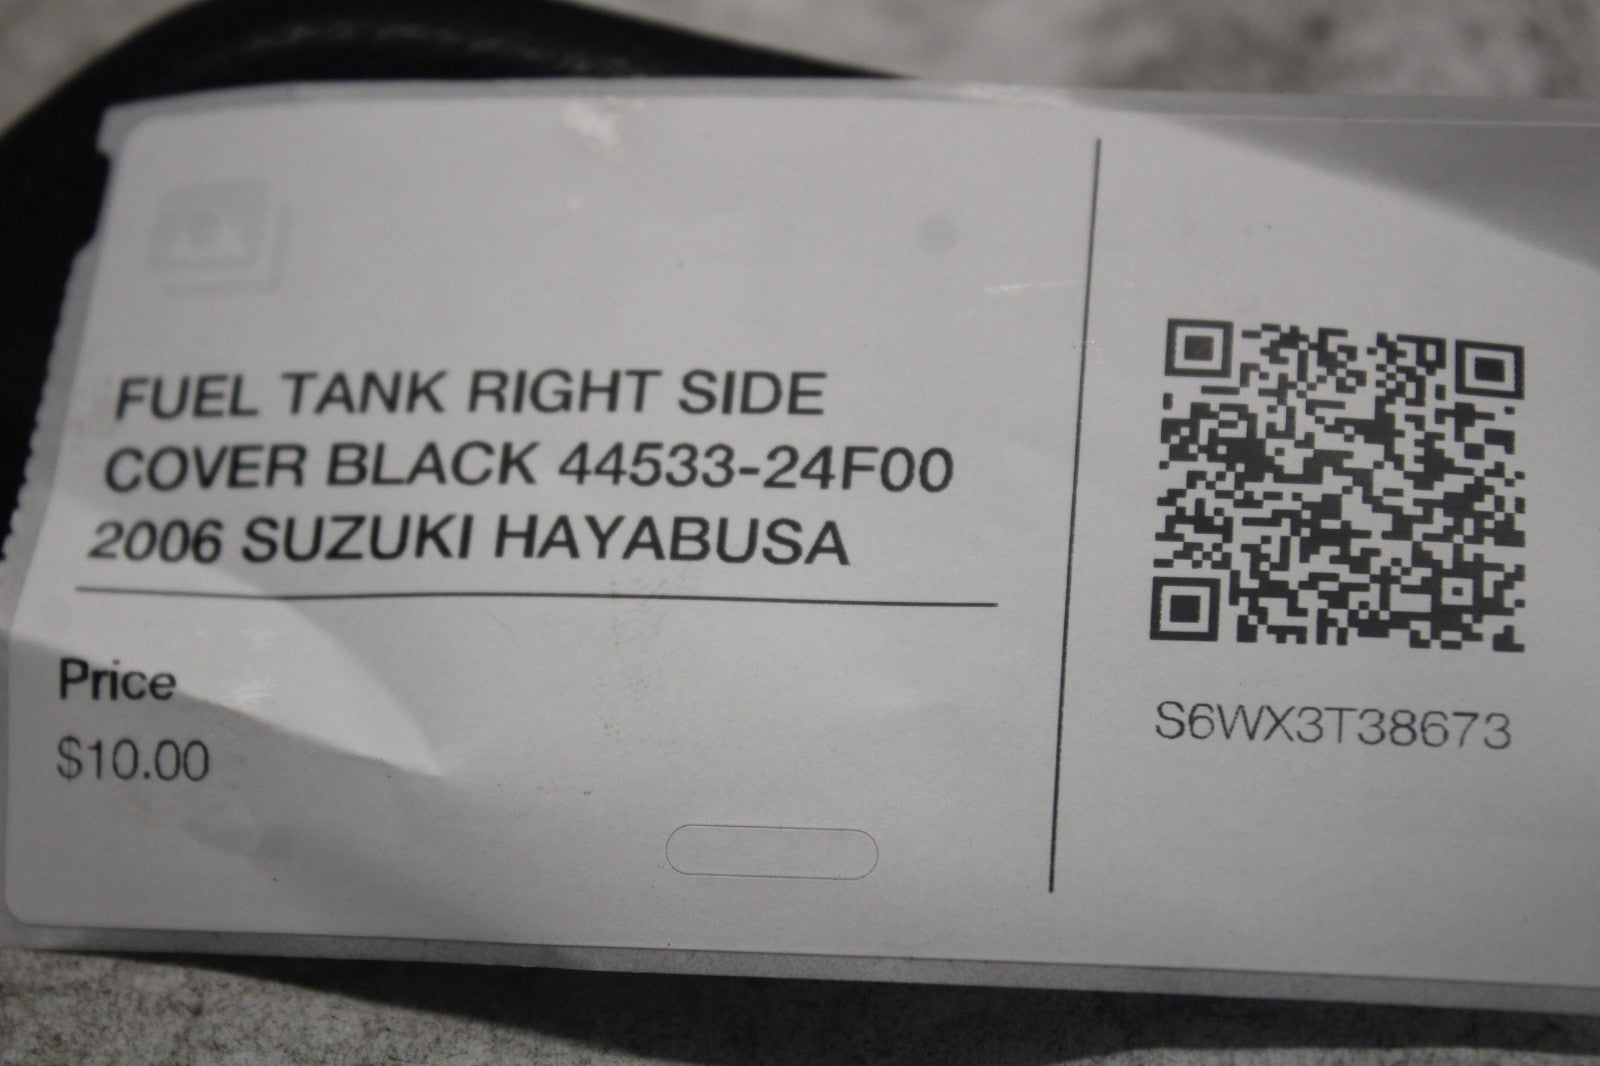 FUEL TANK RIGHT SIDE
COVER BLACK 44533-24F00
2006 SUZUKI HAYABUSA
Price
$10.00
S6WX3T38673